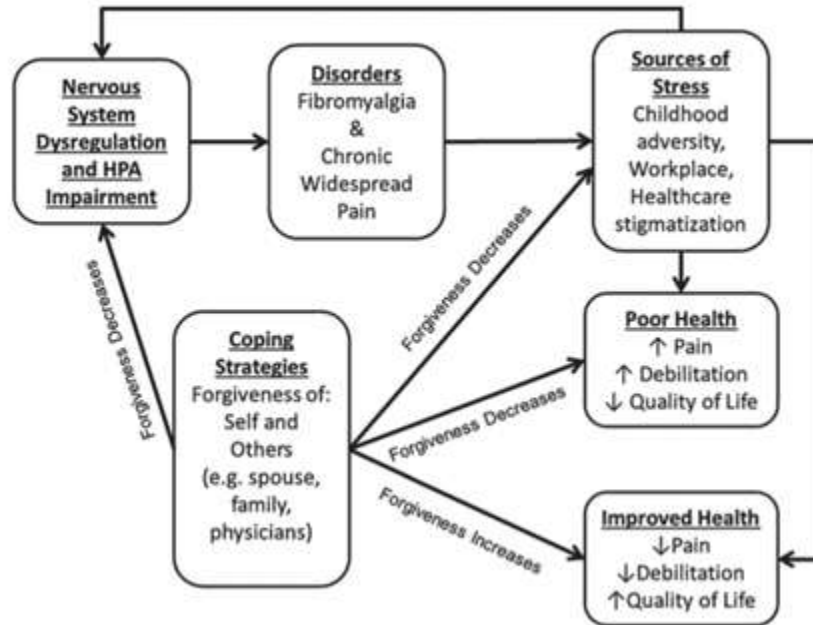 Nervous
System
Dysregulation
and HPA
Impairment
Disorders
Fibromyalgia
&
Chronic
Widespread
Pain
Sources of
Stress
Childhood
adversity,
Workplace,
Healthcare
stigmatization
Forgiveness Decreases
Coping
Strategies
Forgiveness of:
Self and
Others
(e.g. spouse,
family,
physicians)
Forgiveness Decreases
Forgiveness Decreases
Forgiveness Increases
Poor Health
↑ Pain
↑ Debilitation
↓ Quality of Life
Improved Health
↓Pain
↓Debilitation
↑Quality of Life